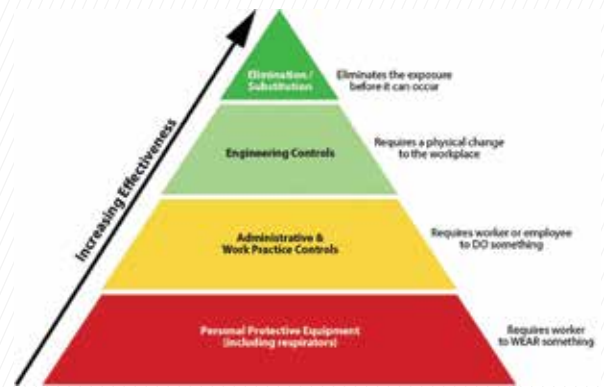 Elimination /
Substitution
Eliminates the exposure
before it can occur
Engineering Controls
Requires a physical change
to the workplace
Increasing Effectiveness
Administrative &
Work Practice Controls
Requires worker or employee
to DO something
Personal Protective Equipment
(including respirators)
Requires worker
to WEAR something